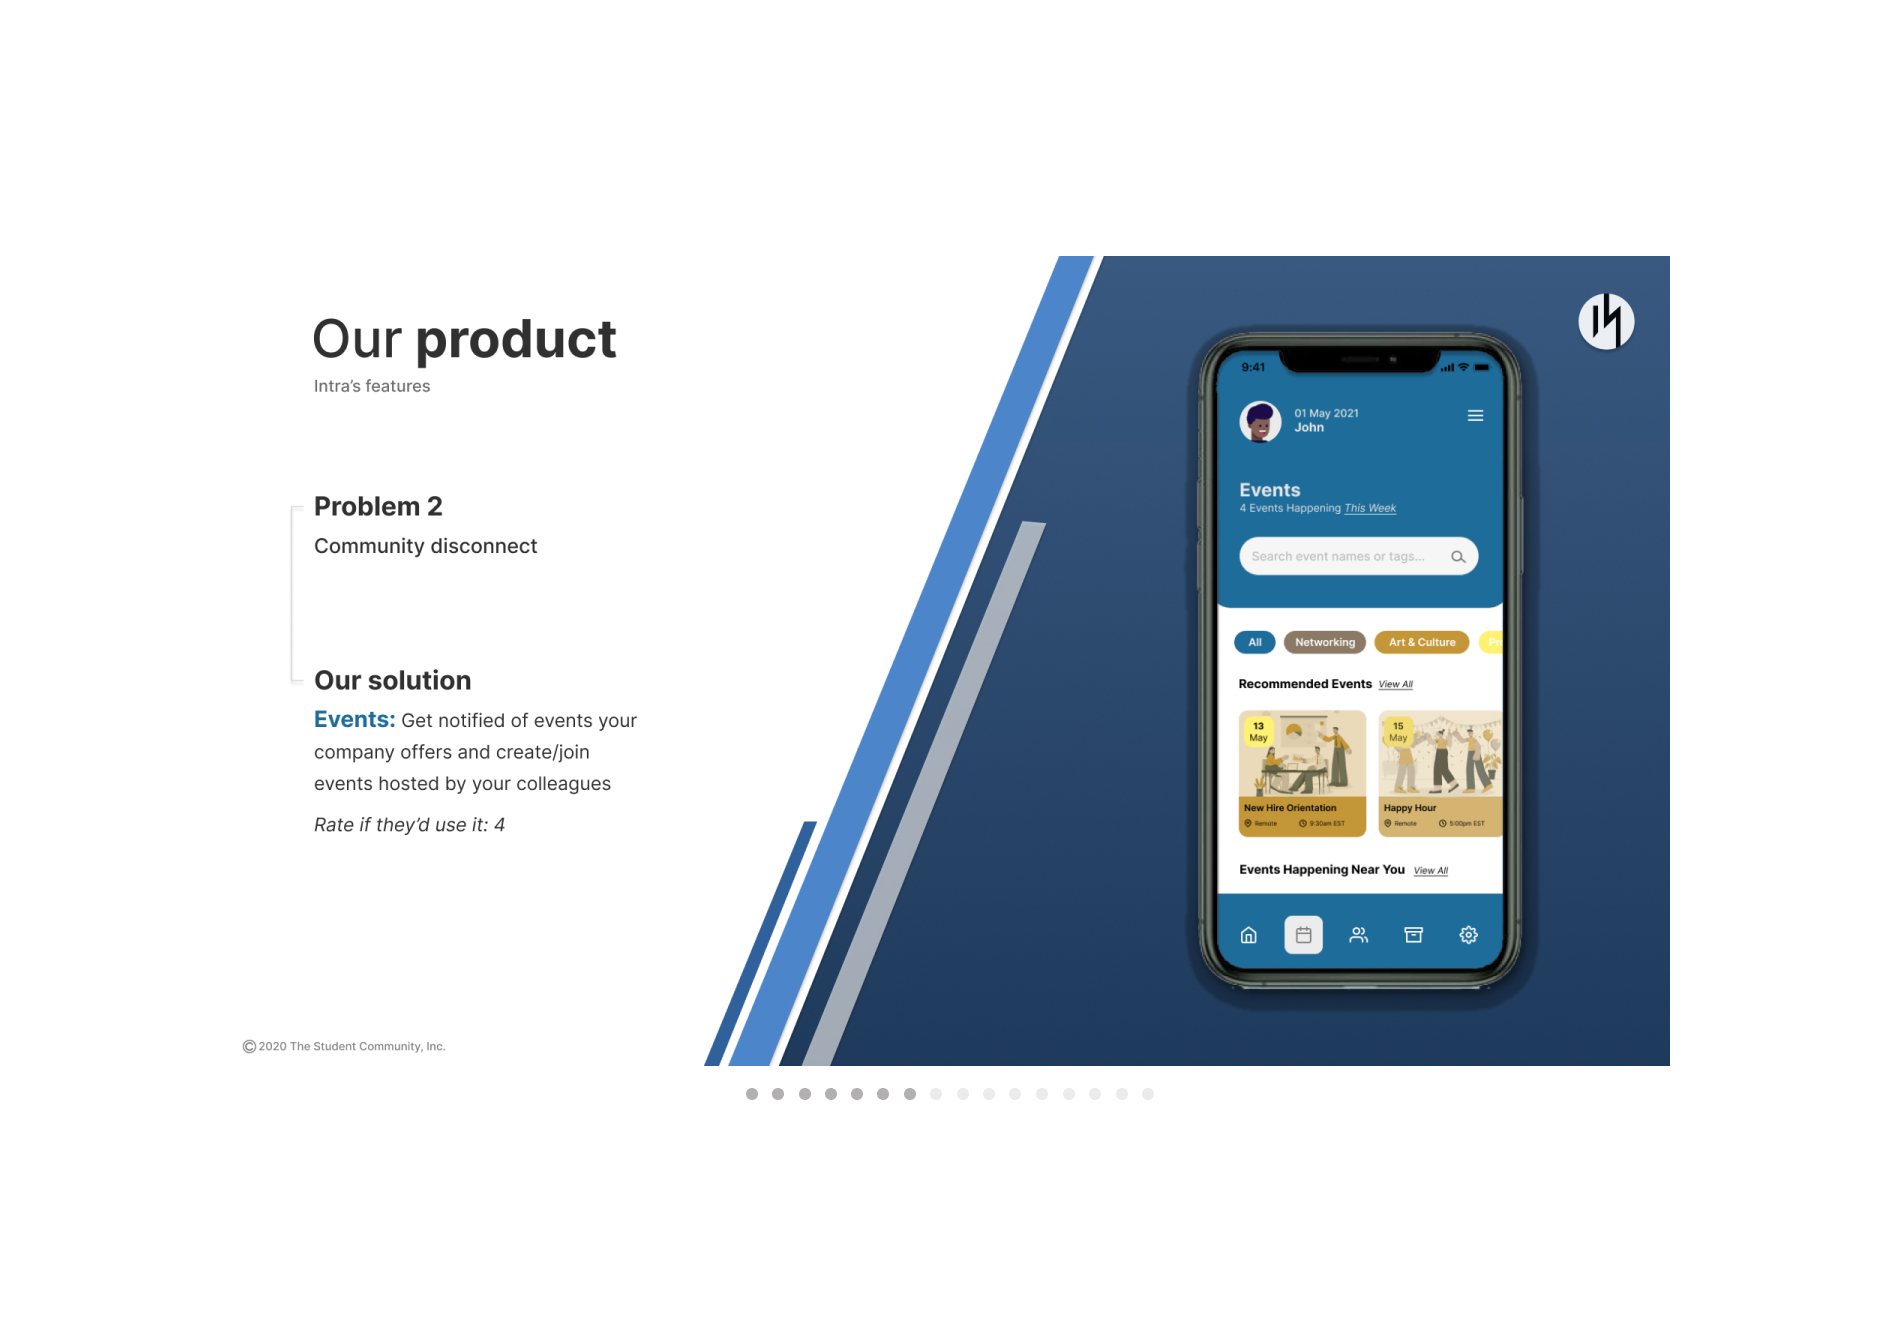 Our product
Intra's features
Problem 2
Community disconnect
Our solution
Events: Get notified of events your
company offers and create/join
events hosted by your colleagues
Rate if they'd use it: 4
©2020 The Student Community, Inc.
9:41
01 May 2021
John
Events
4 Events Happening This Week
Search event names or tags...
All Networking Art & Culture
Recommended Events View All
13 May
15 May
New Hire Orientation
Remote 9:30am EST
Happy Hour
Remote 5:00pm EST
Events Happening Near You View All